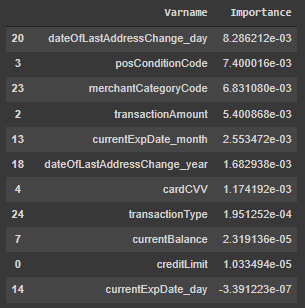 Varname Importance
20 dateOfLastAddressChange_day 8.286212e-03
3 posConditionCode 7.400016e-03
23 merchantCategoryCode 6.831080e-03
2 transactionAmount 5.400868e-03
13 currentExpDate_month 2.553472e-03
18 dateOfLastAddressChange_year 1.682938e-03
4 cardCVV 1.174192e-03
24 transactionType 1.951252e-04
7 currentBalance 2.319136e-05
0 creditLimit 1.033494e-05
14 currentExpDate_day -3.391223e-07